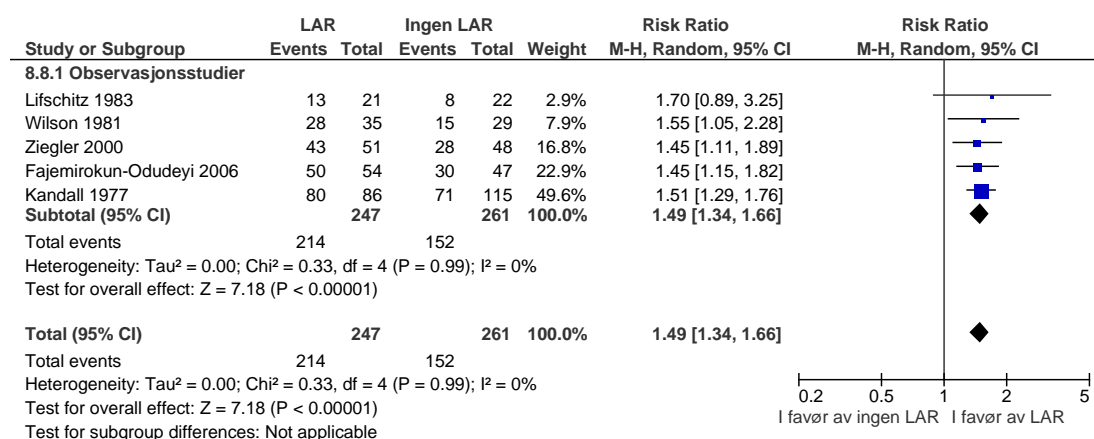 LAR Ingen LAR Risk Ratio Risk Ratio
Study or Subgroup Events Total Events Total Weight M-H, Random, 95% CI M-H, Random, 95% CI
8.8.1 Observasjonsstudier
Lifschitz 1983 13 21 8 22 2.9% 1.70 [0.89, 3.25]
Wilson 1981 28 35 15 29 7.9% 1.55 [1.05, 2.28]
Ziegler 2000 43 51 28 48 16.8% 1.45 [1.11, 1.89]
Fajemirokun-Odudeyi 2006 50 54 30 47 22.9% 1.45 [1.15, 1.82]
Kandall 1977 80 86 71 115 49.6% 1.51 [1.29, 1.76]
Subtotal (95% CI) 247 261 100.0% 1.49 [1.34, 1.66]
Total events 214 152
Heterogeneity: Tau² = 0.00; Chi² = 0.33, df = 4 (P = 0.99); I² = 0%
Test for overall effect: Z = 7.18 (P < 0.00001)
Total (95% CI) 247 261 100.0% 1.49 [1.34, 1.66]
Total events 214 152
Heterogeneity: Tau² = 0.00; Chi² = 0.33, df = 4 (P = 0.99); I² = 0%
Test for overall effect: Z = 7.18 (P < 0.00001)
Test for subgroup differences: Not applicable
0.2 0.5 1 2 5
I favør av ingen LAR I favør av LAR